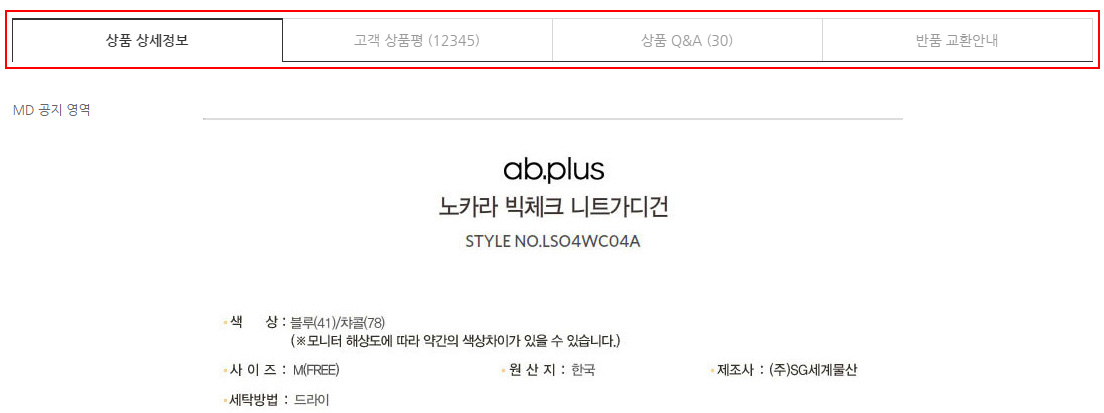 상품 상세정보 고객 상품평 (12345) 상품 Q&A (30) 반품 교환안내
MD 공지 영역
ab.plus
노카라 빅체크 니트가디건
STYLE NO.LSO4WC04A
색 상 : 블루(41)/챠콜(78)
(※모니터 해상도에 따라 약간의 색상차이가 있을 수 있습니다.)
사 이 즈 : M(FREE) 원 산 지 : 한국 제조사 : (주)SG세계물산
세탁방법 : 드라이